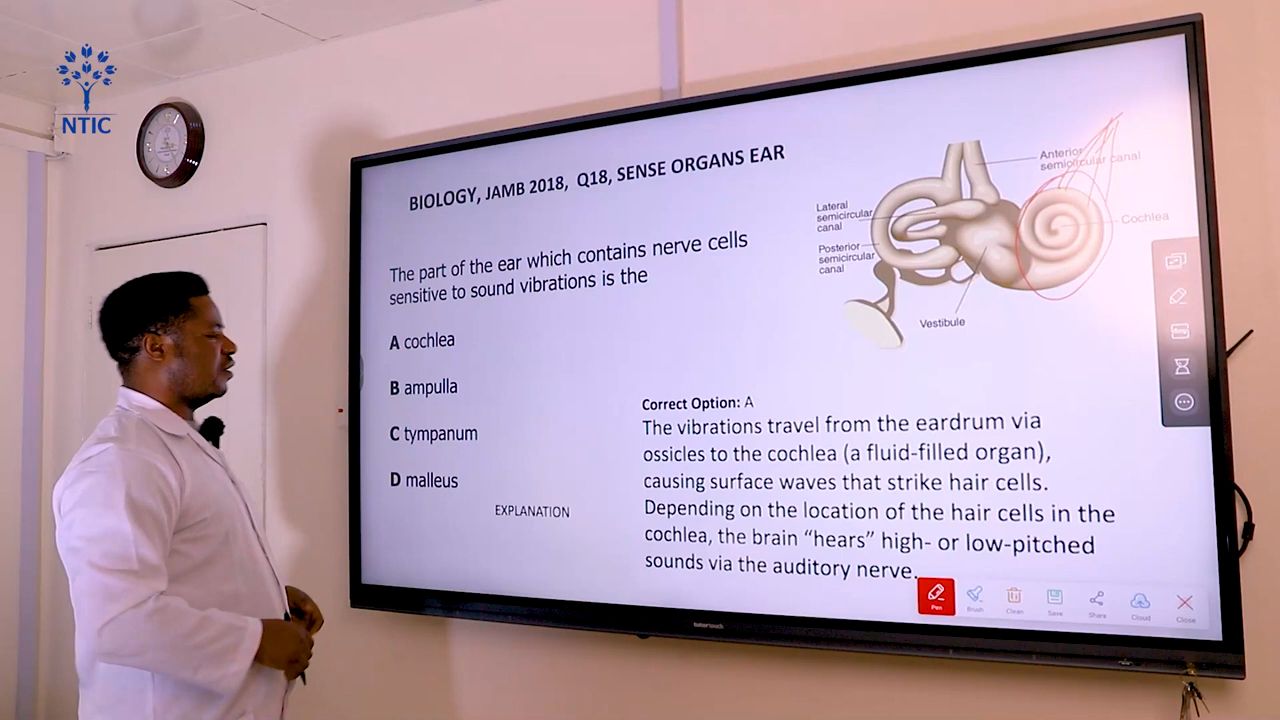 NTIC
BIOLOGY, JAMB 2018, Q18, SENSE ORGANS EAR
The part of the ear which contains nerve cells
sensitive to sound vibrations is the
A cochlea
B ampulla
C tympanum
D malleus
EXPLANATION
Anterior
semicircular canal
Lateral
semicircular
canal
Cochlea
Posterior
semicircular
canal
Vestibule
Correct Option: A
The vibrations travel from the eardrum via
ossicles to the cochlea (a fluid-filled organ),
causing surface waves that strike hair cells.
Depending on the location of the hair cells in the
cochlea, the brain “hears” high- or low-pitched
sounds via the auditory nerve.
Pen
Brush
Clean
Save
Share
Cloud
Close